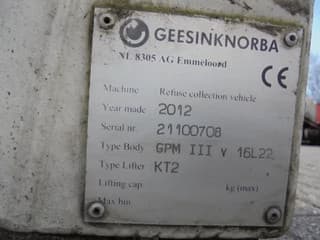 GEESINKNORBA
NL 8305 AG Emmeloord
CE
Machine Refuse collection vehicle
Year made 2012
Serial nr. 21100708
Type Body GPM III V 16L22
Type Lifter KT2
Lifting cap kg (max)
Max bin